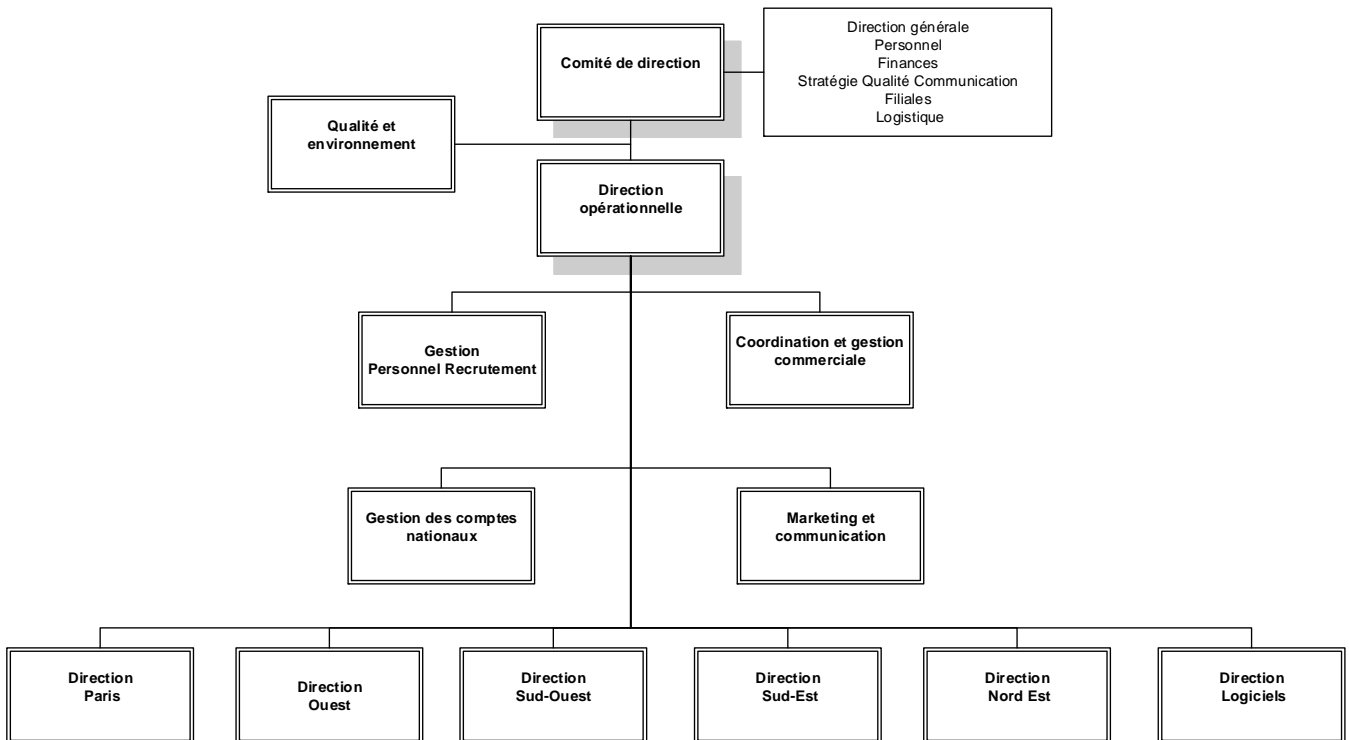 Comité de direction
Direction générale
Personnel
Finances
Stratégie Qualité Communication
Filiales
Logistique
Qualité et
environnement
Direction
opérationnelle
Gestion
Personnel Recrutement
Coordination et gestion
commerciale
Gestion des comptes
nationaux
Marketing et
communication
Direction
Paris
Direction
Ouest
Direction
Sud-Ouest
Direction
Sud-Est
Direction
Nord Est
Direction
Logiciels